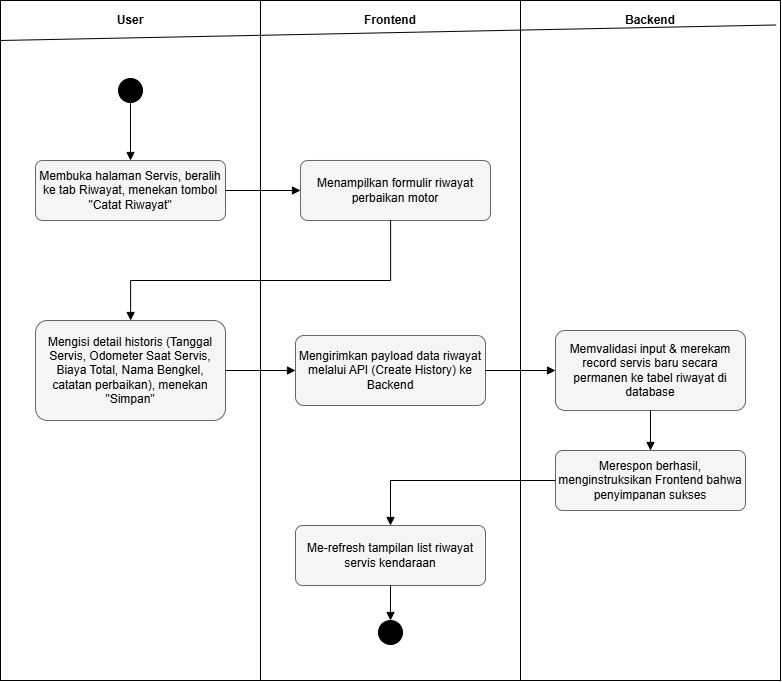 User
Frontend
Backend
Membuka halaman Servis, beralih
ke tab Riwayat, menekan tombol
"Catat Riwayat"
Menampilkan formulir riwayat
perbaikan motor
Mengisi detail historis (Tanggal
Servis, Odometer Saat Servis,
Biaya Total, Nama Bengkel,
catatan perbaikan), menekan
"Simpan"
Mengirimkan payload data riwayat
melalui API (Create History) ke
Backend
Memvalidasi input & merekam
record servis baru secara
permanen ke tabel riwayat di
database
Merespon berhasil,
menginstruksikan Frontend bahwa
penyimpanan sukses
Me-refresh tampilan list riwayat
servis kendaraan